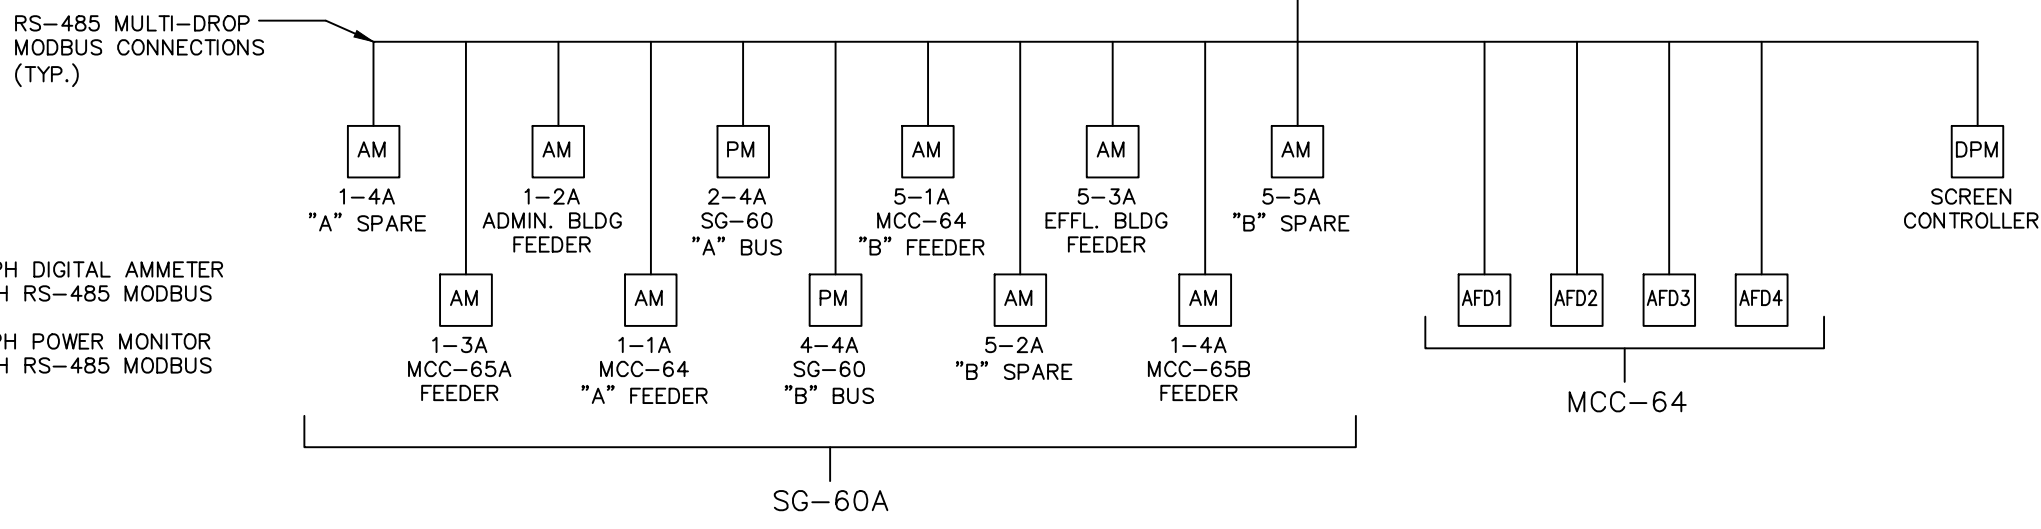 RS-485 MULTI-DROP
MODBUS CONNECTIONS
(TYP.)
AM
1-4A
"A" SPARE
AM
1-2A
ADMIN. BLDG
FEEDER
PM
2-4A
SG-60
"A" BUS
AM
5-1A
MCC-64
"B" FEEDER
AM
5-3A
EFFL. BLDG
FEEDER
AM
5-5A
"B" SPARE
DPM
SCREEN
CONTROLLER
PH DIGITAL AMMETER
H RS-485 MODBUS
PH POWER MONITOR
H RS-485 MODBUS
AM
1-3A
MCC-65A
FEEDER
AM
1-1A
MCC-64
"A" FEEDER
PM
4-4A
SG-60
"B" BUS
AM
5-2A
"B" SPARE
AM
1-4A
MCC-65B
FEEDER
AFD1
AFD2
AFD3
AFD4
MCC-64
SG-60A